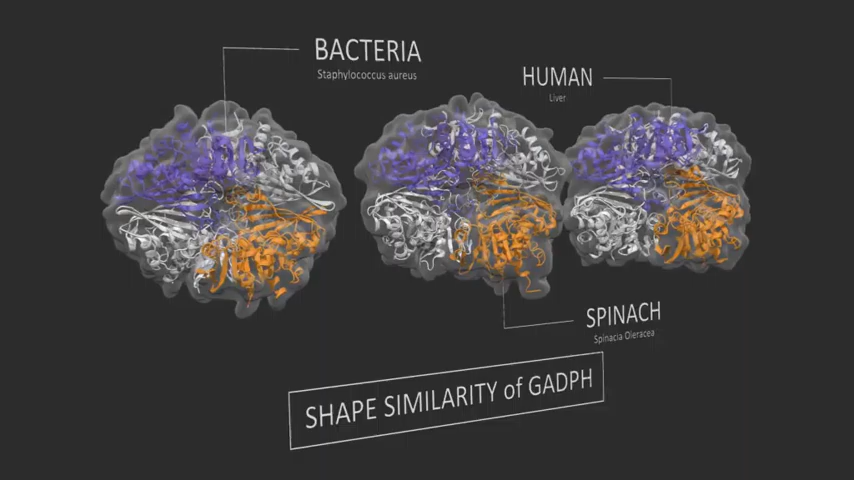 BACTERIA
Staphylococcus aureus
HUMAN
Liver
SPINACH
Spinacia Oleracea
SHAPE SIMILARITY of GADPH